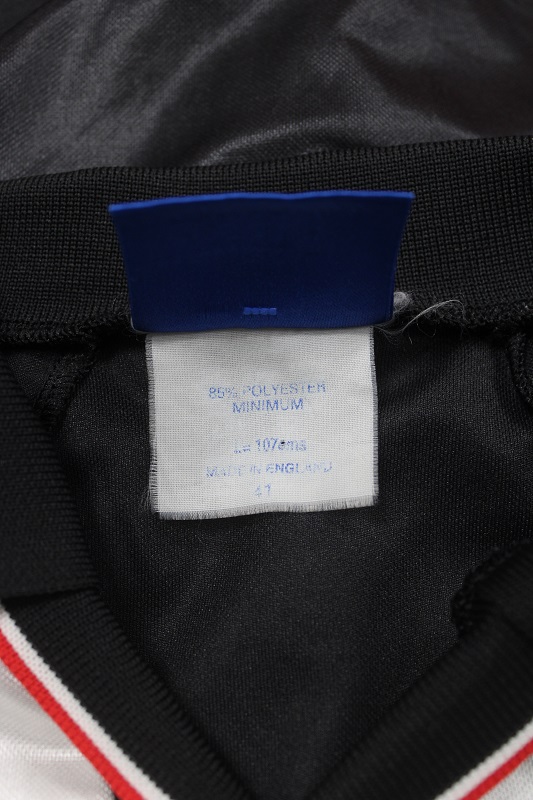 85% POLYESTER
MINIMUM
L= 107cms
MADE IN ENGLAND
41